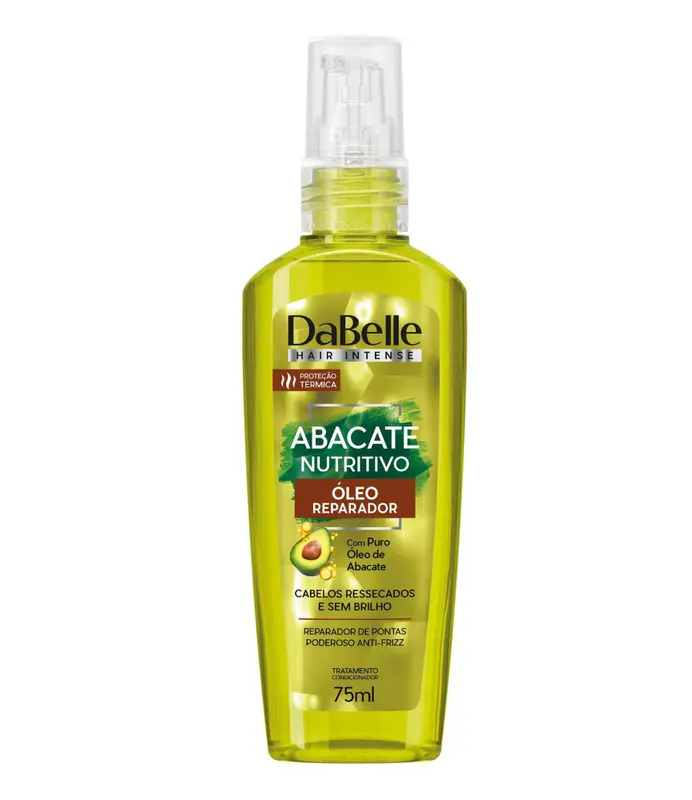 DaBelle
HAIR INTENSE
PROTEÇÃO
TÉRMICA
ABACATE
NUTRITIVO
ÓLEO
REPARADOR
Com Puro
Óleo de
Abacate
CABELOS RESSECADOS
E SEM BRILHO
REPARADOR DE PONTAS
PODEROSO ANTI-FRIZZ
TRATAMENTO
CONDICIONADOR
75ml